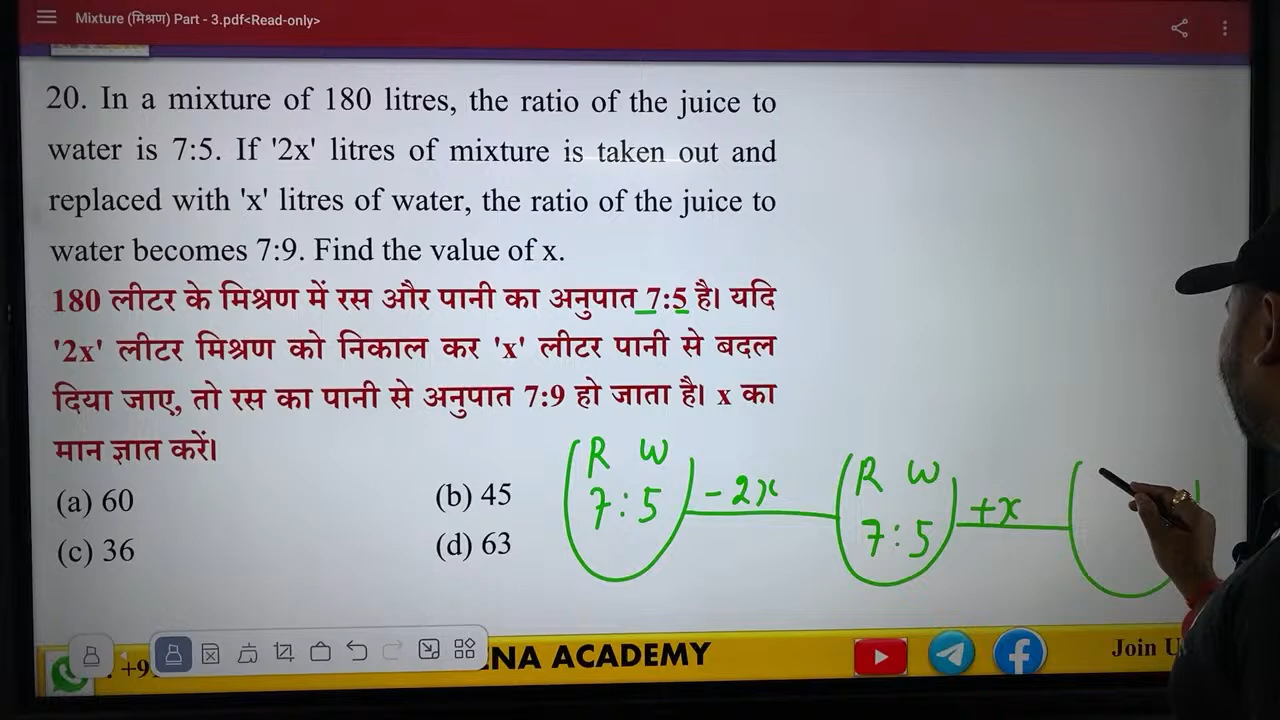 Mixture (मिश्रण) Part - 3.pdf<Read-only>
20. In a mixture of 180 litres, the ratio of the juice to
water is 7:5. If '2x' litres of mixture is taken out and
replaced with 'x' litres of water, the ratio of the juice to
water becomes 7:9. Find the value of x.
180 लीटर के मिश्रण में रस और पानी का अनुपात 7:5 है। यदि
'2x' लीटर मिश्रण को निकाल कर 'x' लीटर पानी से बदल
दिया जाए, तो रस का पानी से अनुपात 7:9 हो जाता है। x का
मान ज्ञात करें।
(a) 60 (b) 45
(c) 36 (d) 63
R W
7 : 5
-2x
R W
7 : 5
+x
ACADEMY
Join